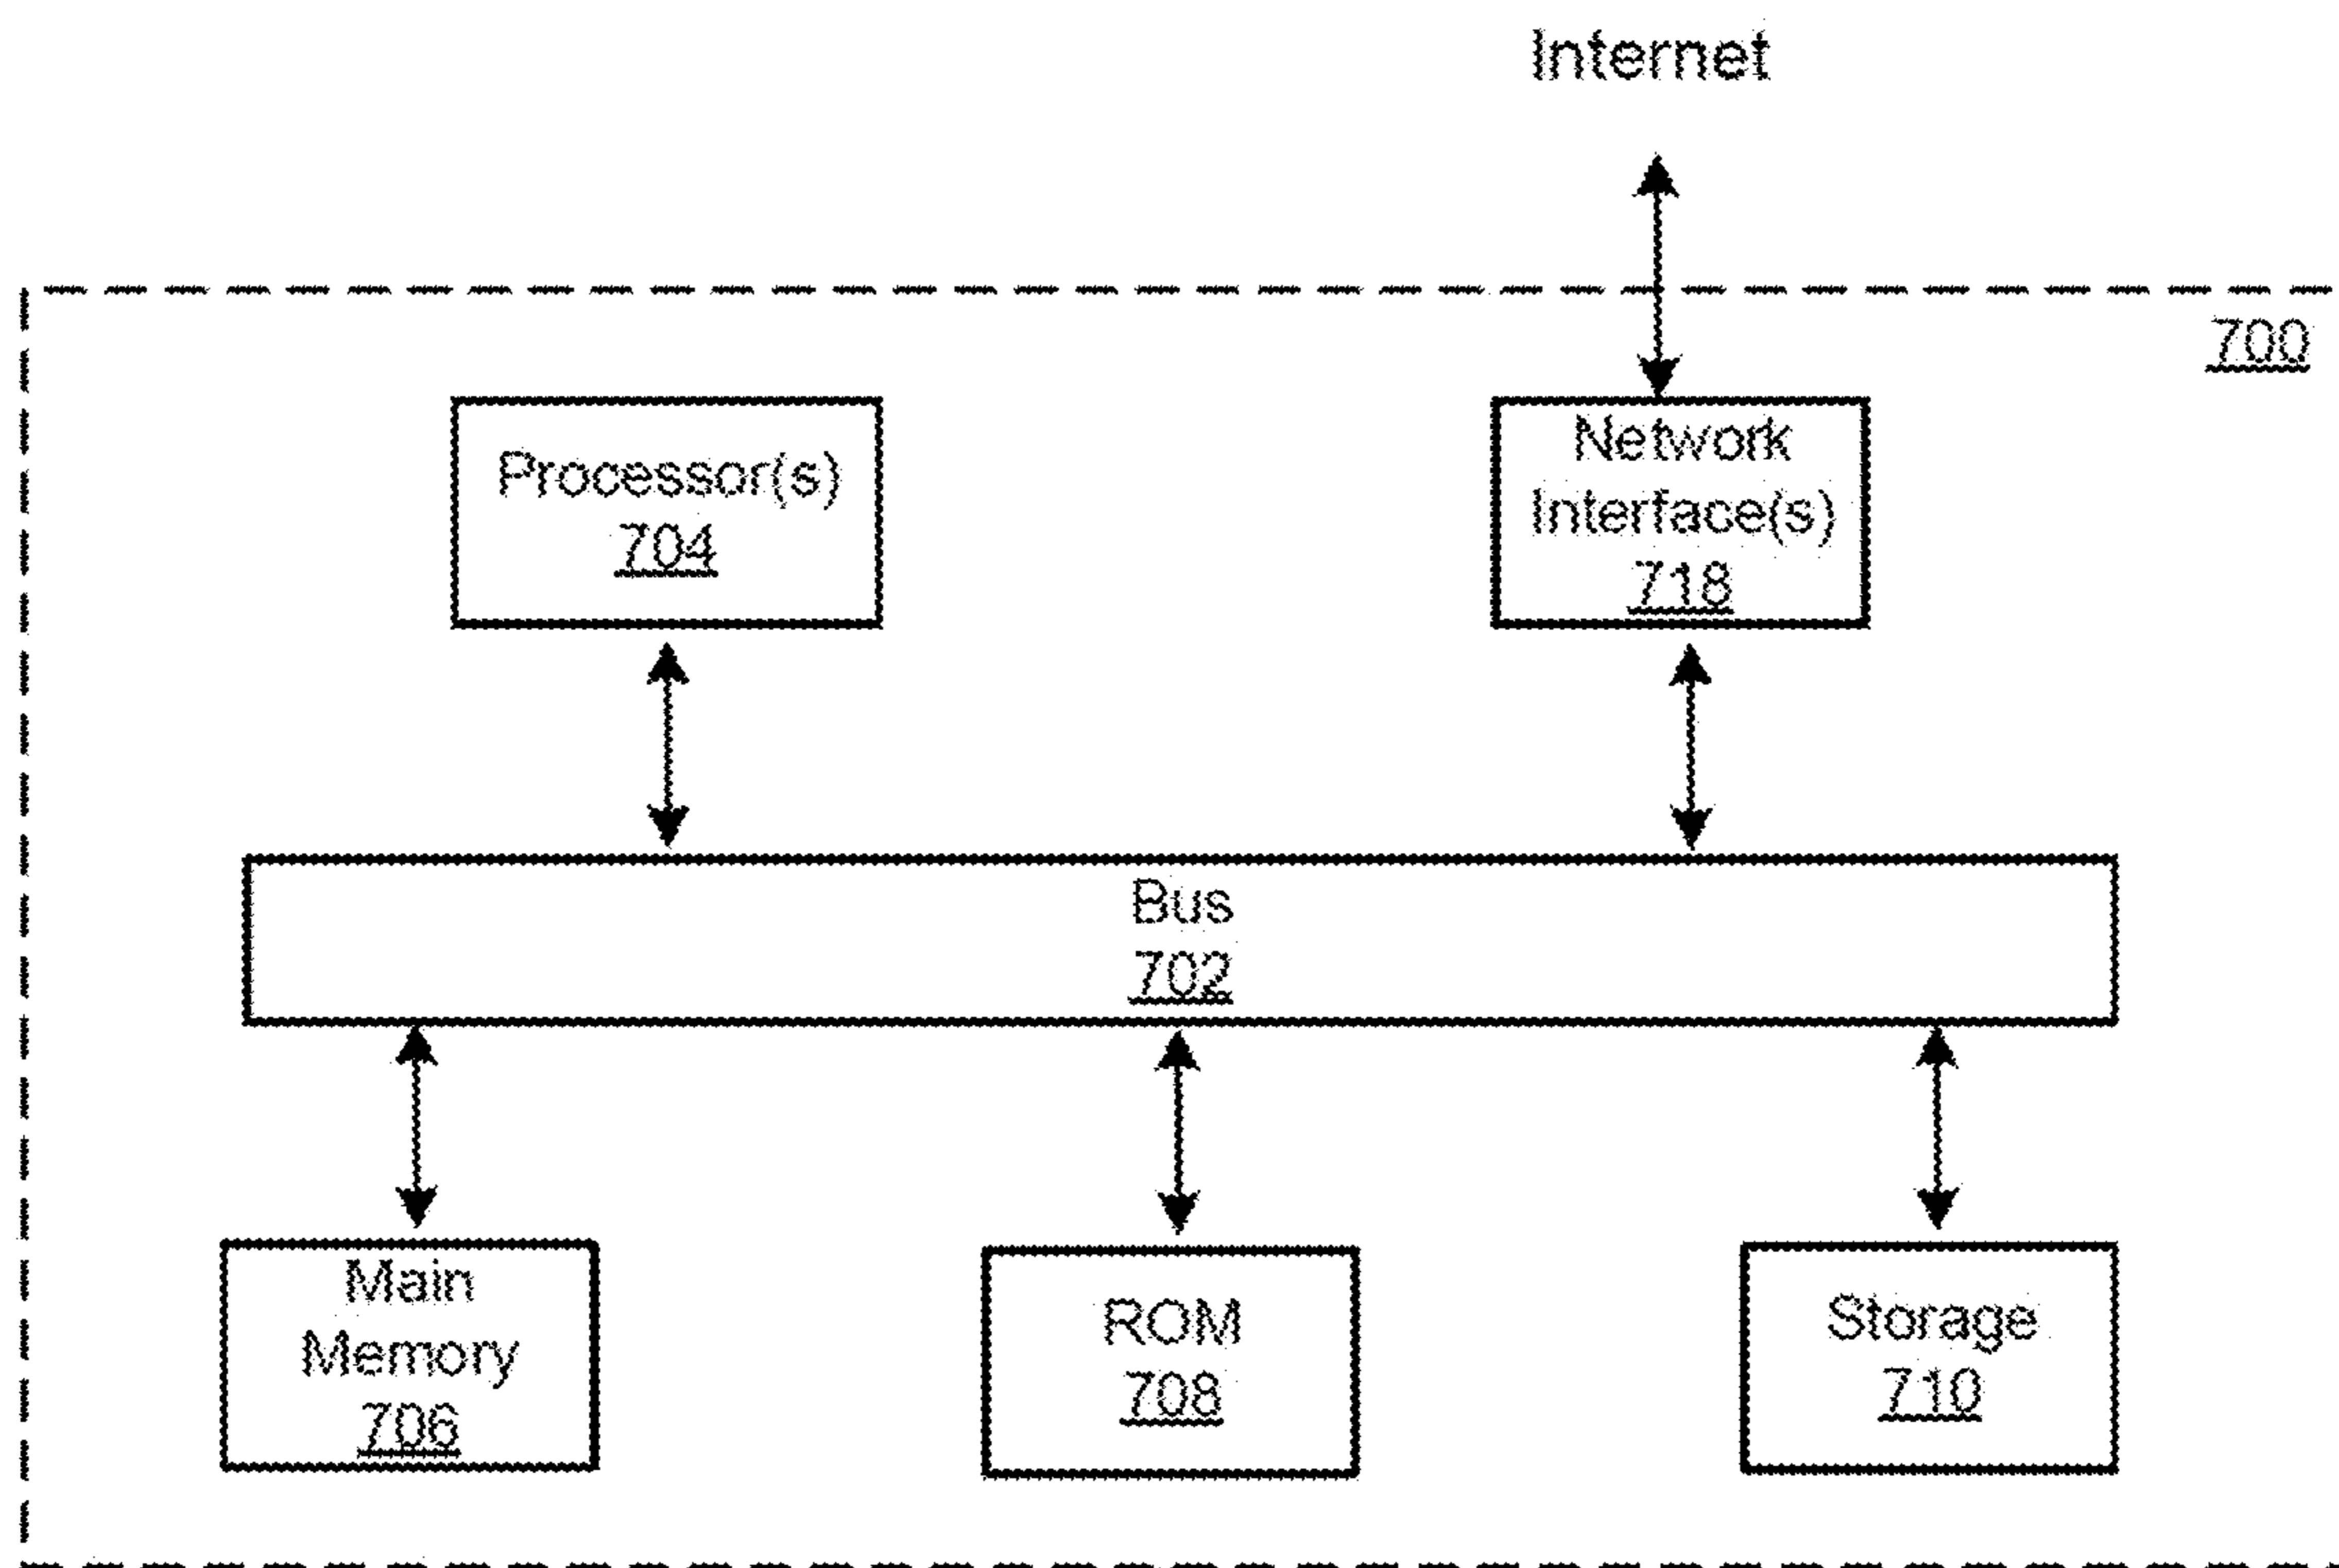 Internet
700
Processor(s)
704
Network
Interface(s)
718
Bus
702
Main
Memory
706
ROM
708
Storage
710